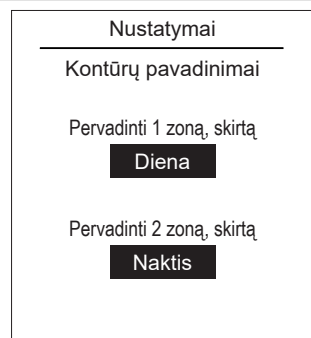 Nustatymai
Kontūrų pavadinimai
Pervadinti 1 zoną, skirtą
Diena
Pervadinti 2 zoną, skirtą
Naktis